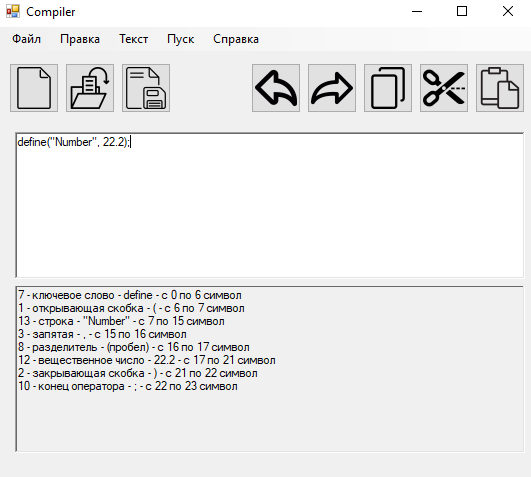 Compiler
Файл Правка Текст Пуск Справка
define("Number", 22.2);
7 - ключевое слово - define - с 0 по 6 символ
1 - открывающая скобка - ( - с 6 по 7 символ
13 - строка - "Number" - с 7 по 15 символ
3 - запятая - , - с 15 по 16 символ
8 - разделитель - (пробел) - с 16 по 17 символ
12 - вещественное число - 22.2 - с 17 по 21 символ
2 - закрывающая скобка - ) - с 21 по 22 символ
10 - конец оператора - ; - с 22 по 23 символ